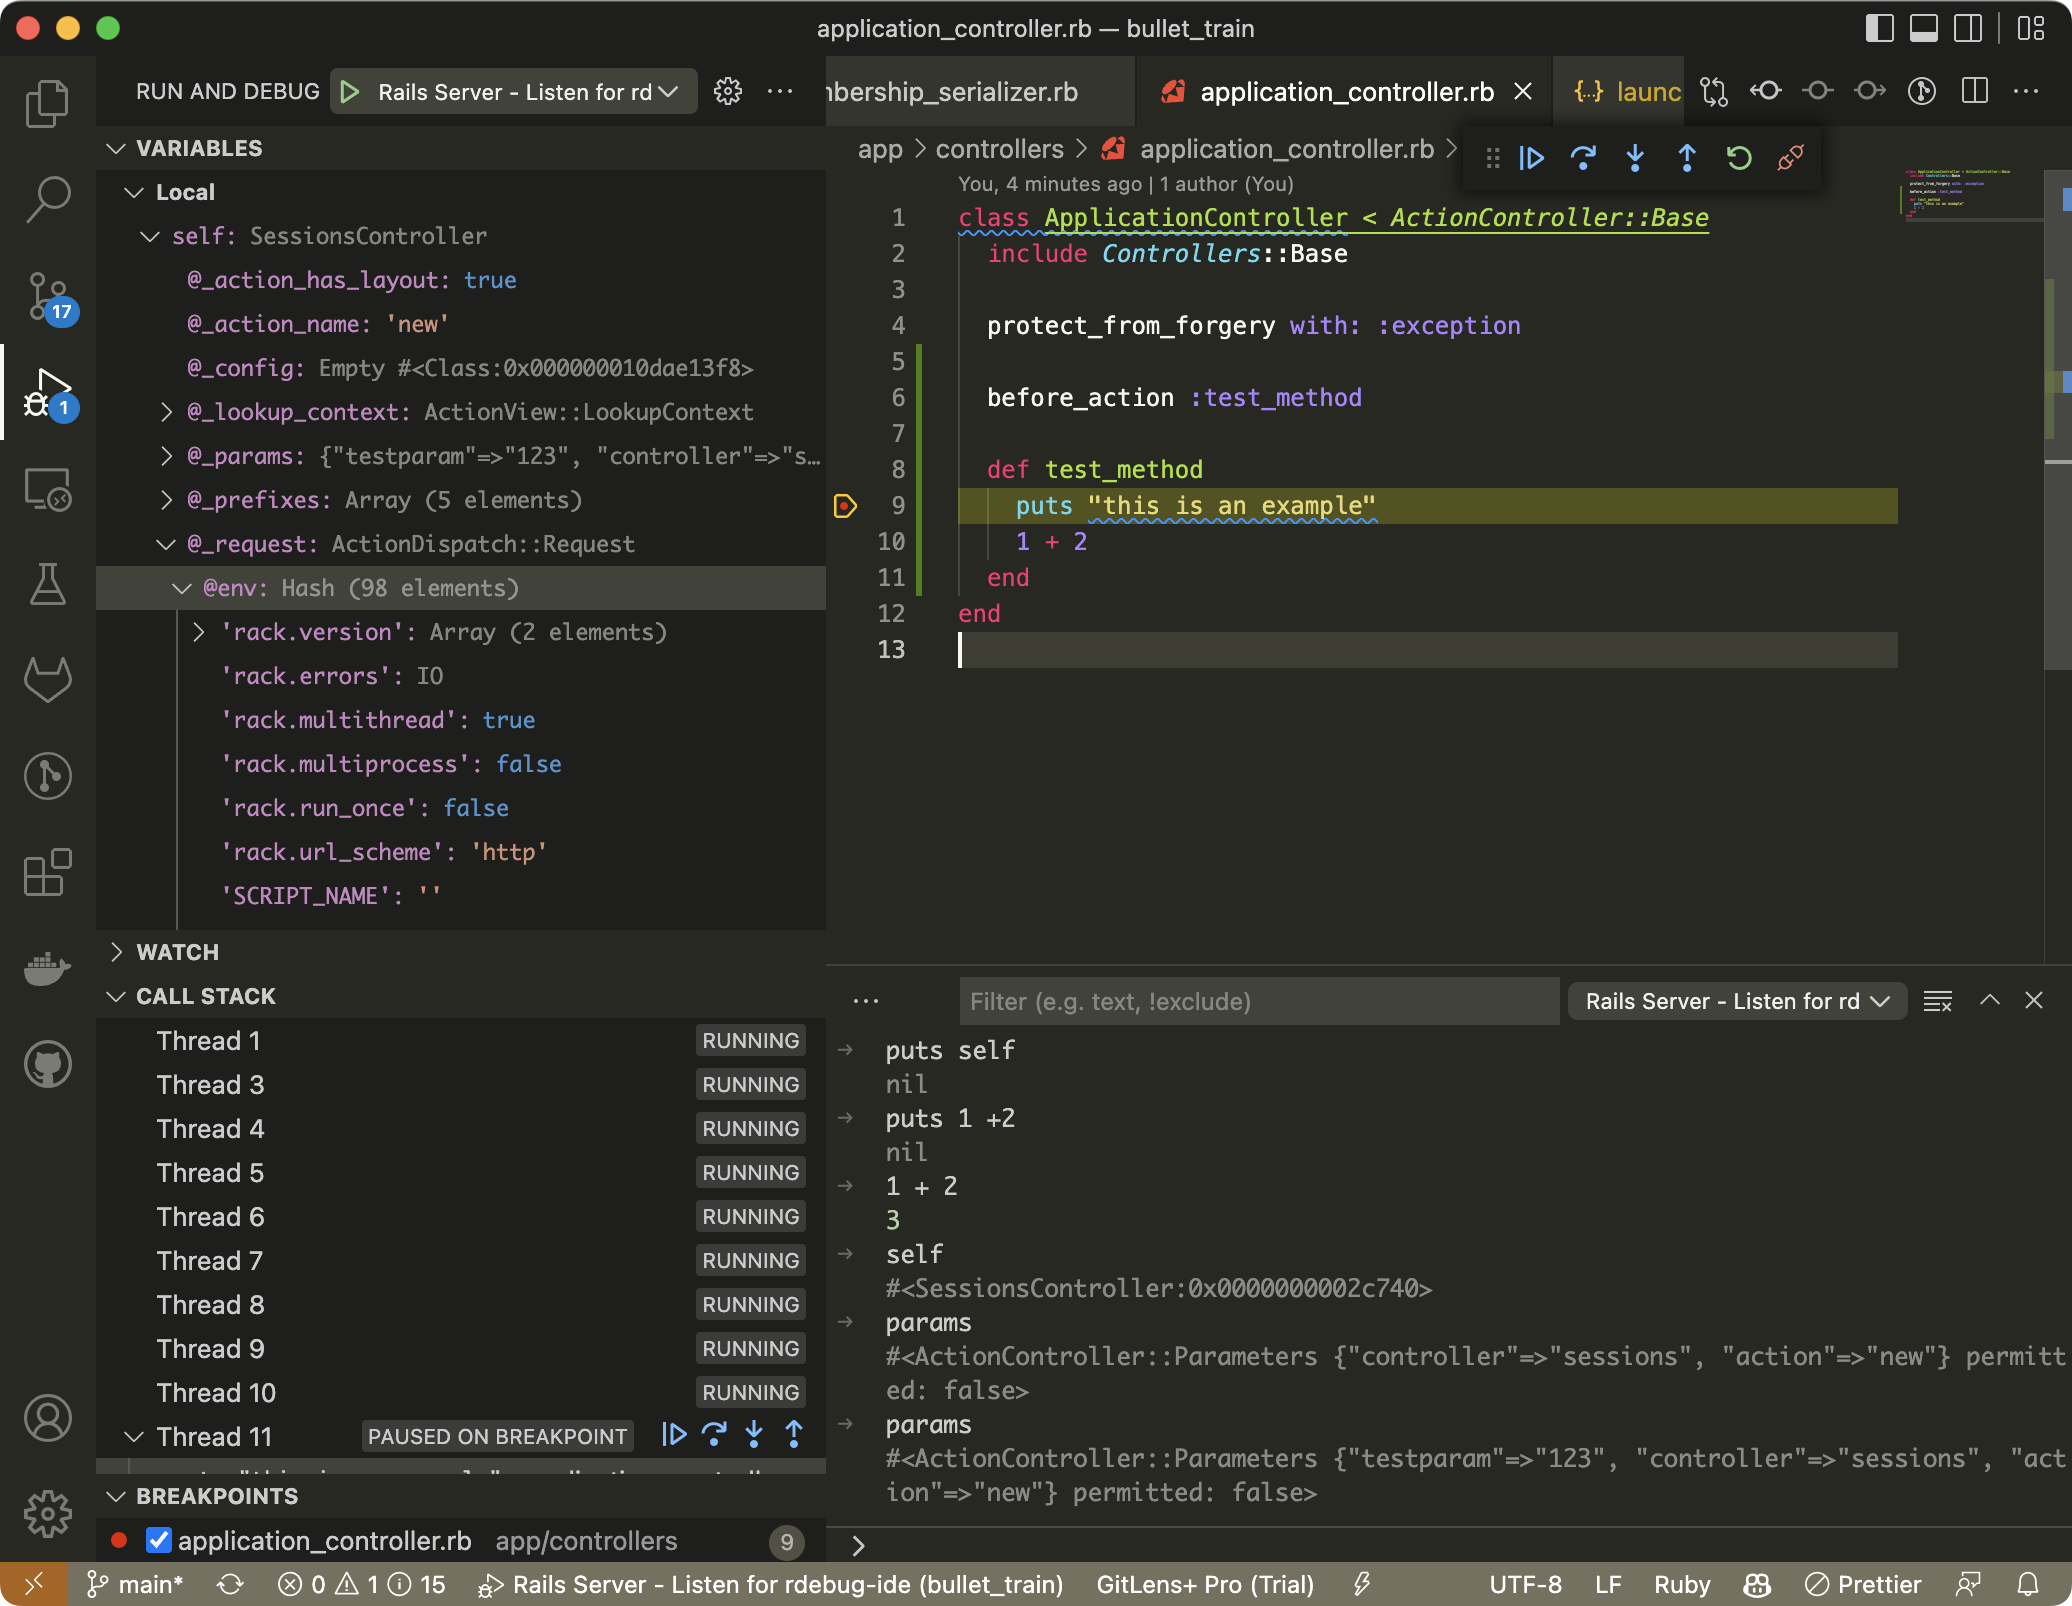 application_controller.rb — bullet_train
RUN AND DEBUG
Rails Server - Listen for rd
VARIABLES
Local
self: SessionsController
@_action_has_layout: true
@_action_name: 'new'
@_config: Empty #<Class:0x000000010dae13f8>
@_lookup_context: ActionView::LookupContext
@_params: {"testparam"=>"123", "controller"=>"s…
@_prefixes: Array (5 elements)
@_request: ActionDispatch::Request
@env: Hash (98 elements)
'rack.version': Array (2 elements)
'rack.errors': IO
'rack.multithread': true
'rack.multiprocess': false
'rack.run_once': false
'rack.url_scheme': 'http'
'SCRIPT_NAME': ''
WATCH
CALL STACK
Thread 1 RUNNING
Thread 3 RUNNING
Thread 4 RUNNING
Thread 5 RUNNING
Thread 6 RUNNING
Thread 7 RUNNING
Thread 8 RUNNING
Thread 9 RUNNING
Thread 10 RUNNING
Thread 11 PAUSED ON BREAKPOINT
BREAKPOINTS
application_controller.rb app/controllers 9
17
1
mbership_serializer.rb
application_controller.rb
{..} launc
app > controllers > application_controller.rb >
You, 4 minutes ago | 1 author (You)
1 class ApplicationController < ActionController::Base
2 include Controllers::Base
3
4 protect_from_forgery with: :exception
5
6 before_action :test_method
7
8 def test_method
9 puts "this is an example"
10 1 + 2
11 end
12 end
13
Filter (e.g. text, !exclude)
Rails Server - Listen for rd
puts self
nil
puts 1 +2
nil
1 + 2
3
self
#<SessionsController:0x0000000002c740>
params
#<ActionController::Parameters {"controller"=>"sessions", "action"=>"new"} permitt
ed: false>
params
#<ActionController::Parameters {"testparam"=>"123", "controller"=>"sessions", "act
ion"=>"new"} permitted: false>
main* 0 1 15 Rails Server - Listen for rdebug-ide (bullet_train) GitLens+ Pro (Trial) UTF-8 LF Ruby Prettier